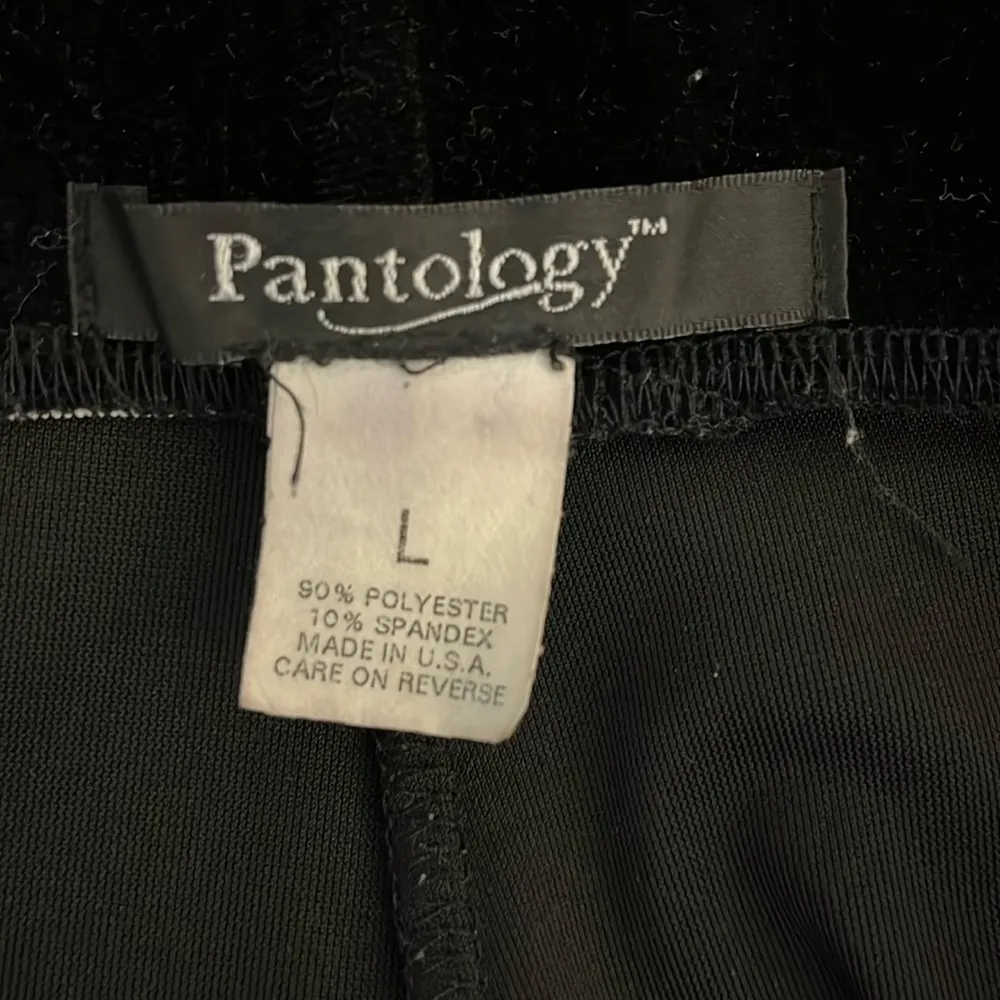 Pantology™
L
90% POLYESTER
10% SPANDEX
MADE IN U.S.A.
CARE ON REVERSE